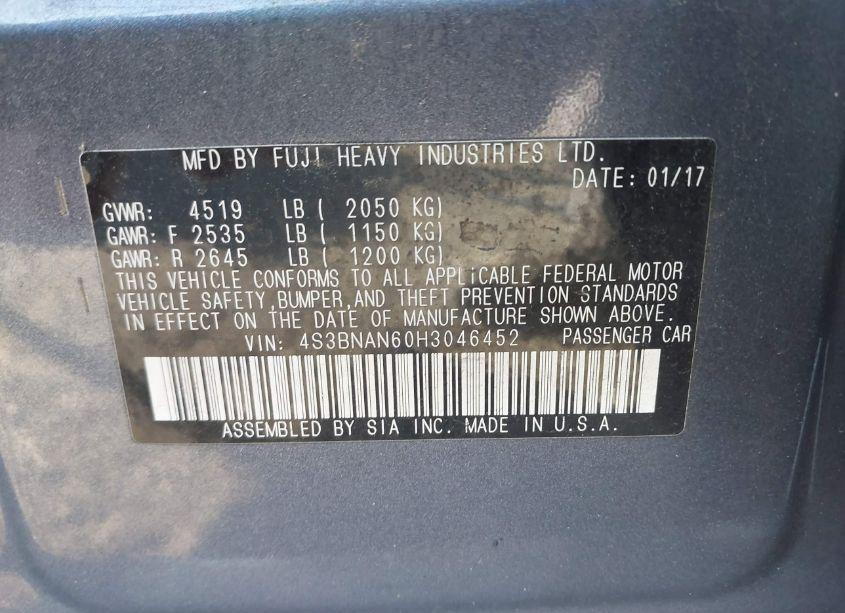 MFD BY FUJI HEAVY INDUSTRIES LTD.
DATE: 01/17
GVWR: 4519 LB ( 2050 KG)
GAWR: F 2535 LB ( 1150 KG)
GAWR: R 2645 LB ( 1200 KG)
THIS VEHICLE CONFORMS TO ALL APPLiCABLE FEDERAL MOTOR
VEHICLE SAFETY,BUMPER,AND THEFT PREVENTION STANDARDS
IN EFFECT ON THE DATE OF MANUFACTURE SHOWN ABOVE.
VIN: 4S3BNAN60H3046452 PASSENGER CAR
ASSEMBLED BY SIA INC. MADE IN U.S.A.